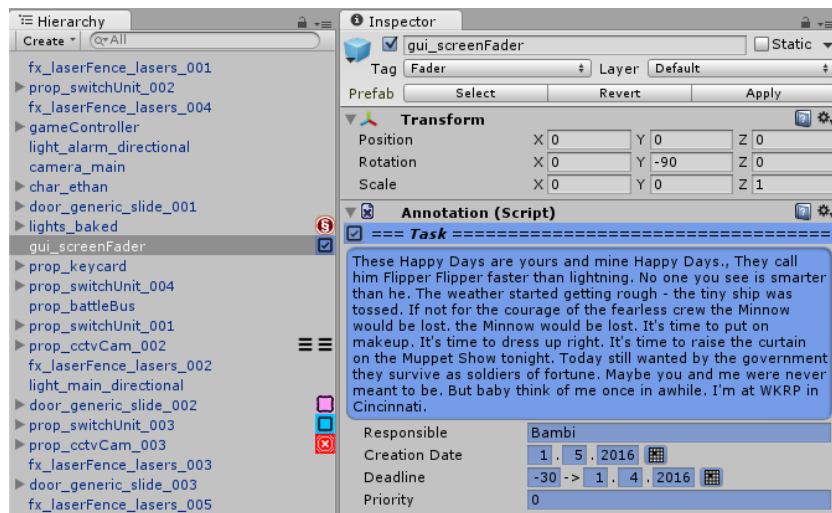 Hierarchy
Create
All
fx_laserFence_lasers_001
prop_switchUnit_002
fx_laserFence_lasers_004
gameController
light_alarm_directional
camera_main
char_ethan
door_generic_slide_001
lights_baked
gui_screenFader
prop_keycard
prop_switchUnit_004
prop_battleBus
prop_switchUnit_001
prop_cctvCam_002
fx_laserFence_lasers_002
light_main_directional
door_generic_slide_002
prop_switchUnit_003
prop_cctvCam_003
fx_laserFence_lasers_003
door_generic_slide_003
fx_laserFence_lasers_005
Inspector
gui_screenFader Static
Tag Fader Layer Default
Prefab Select Revert Apply
Transform
Position X 0 Y 0 Z 0
Rotation X 0 Y -90 Z 0
Scale X 0 Y 0 Z 1
Annotation (Script)
=== Task ===================================
These Happy Days are yours and mine Happy Days., They call
him Flipper Flipper faster than lightning. No one you see is smarter
than he. The weather started getting rough - the tiny ship was
tossed. If not for the courage of the fearless crew the Minnow
would be lost. the Minnow would be lost. It's time to put on
makeup. It's time to dress up right. It's time to raise the curtain
on the Muppet Show tonight. Today still wanted by the government
they survive as soldiers of fortune. Maybe you and me were never
meant to be. But baby think of me once in awhile. I'm at WKRP in
Cincinnati.
Responsible Bambi
Creation Date 1 . 5 . 2016
Deadline -30 -> 1 . 4 . 2016
Priority 0